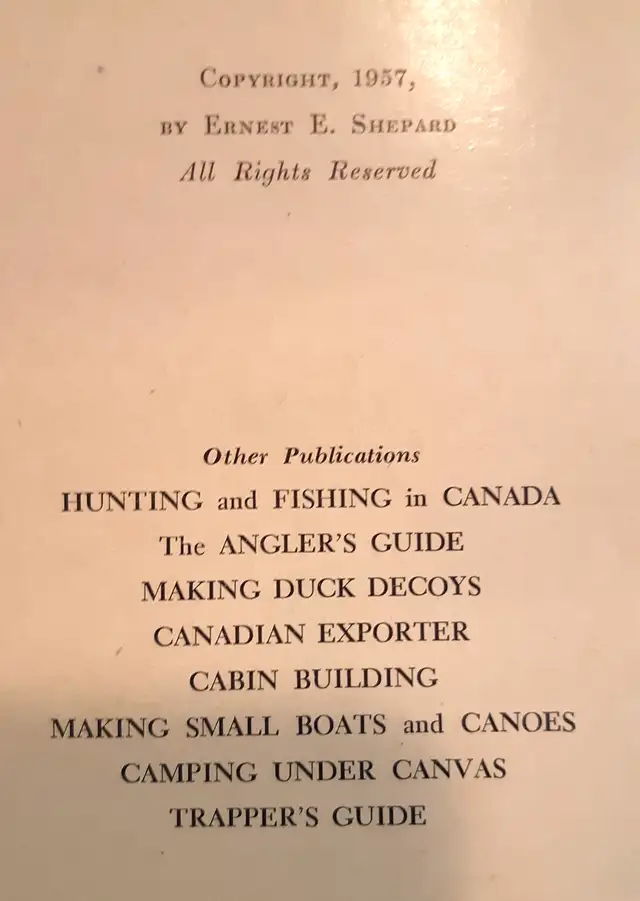 Copyright, 1957,
by Ernest E. Shepard
All Rights Reserved
Other Publications
HUNTING and FISHING in CANADA
The ANGLER'S GUIDE
MAKING DUCK DECOYS
CANADIAN EXPORTER
CABIN BUILDING
MAKING SMALL BOATS and CANOES
CAMPING UNDER CANVAS
TRAPPER'S GUIDE